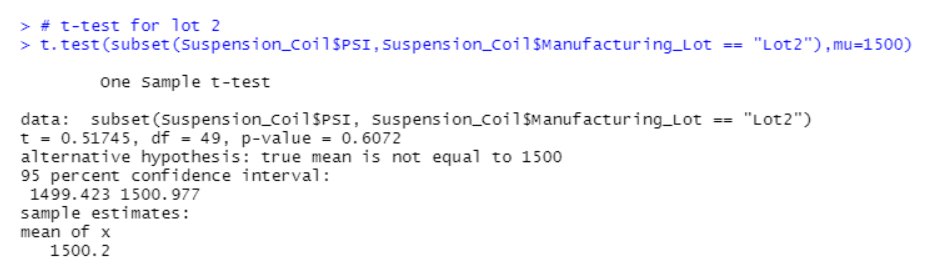 > # t-test for lot 2
> t.test(subset(Suspension_Coil$PSI,Suspension_Coil$Manufacturing_Lot == "Lot2"),mu=1500)
One Sample t-test
data: subset(Suspension_Coil$PSI, Suspension_Coil$Manufacturing_Lot == "Lot2")
t = 0.51745, df = 49, p-value = 0.6072
alternative hypothesis: true mean is not equal to 1500
95 percent confidence interval:
1499.423 1500.977
sample estimates:
mean of x
1500.2